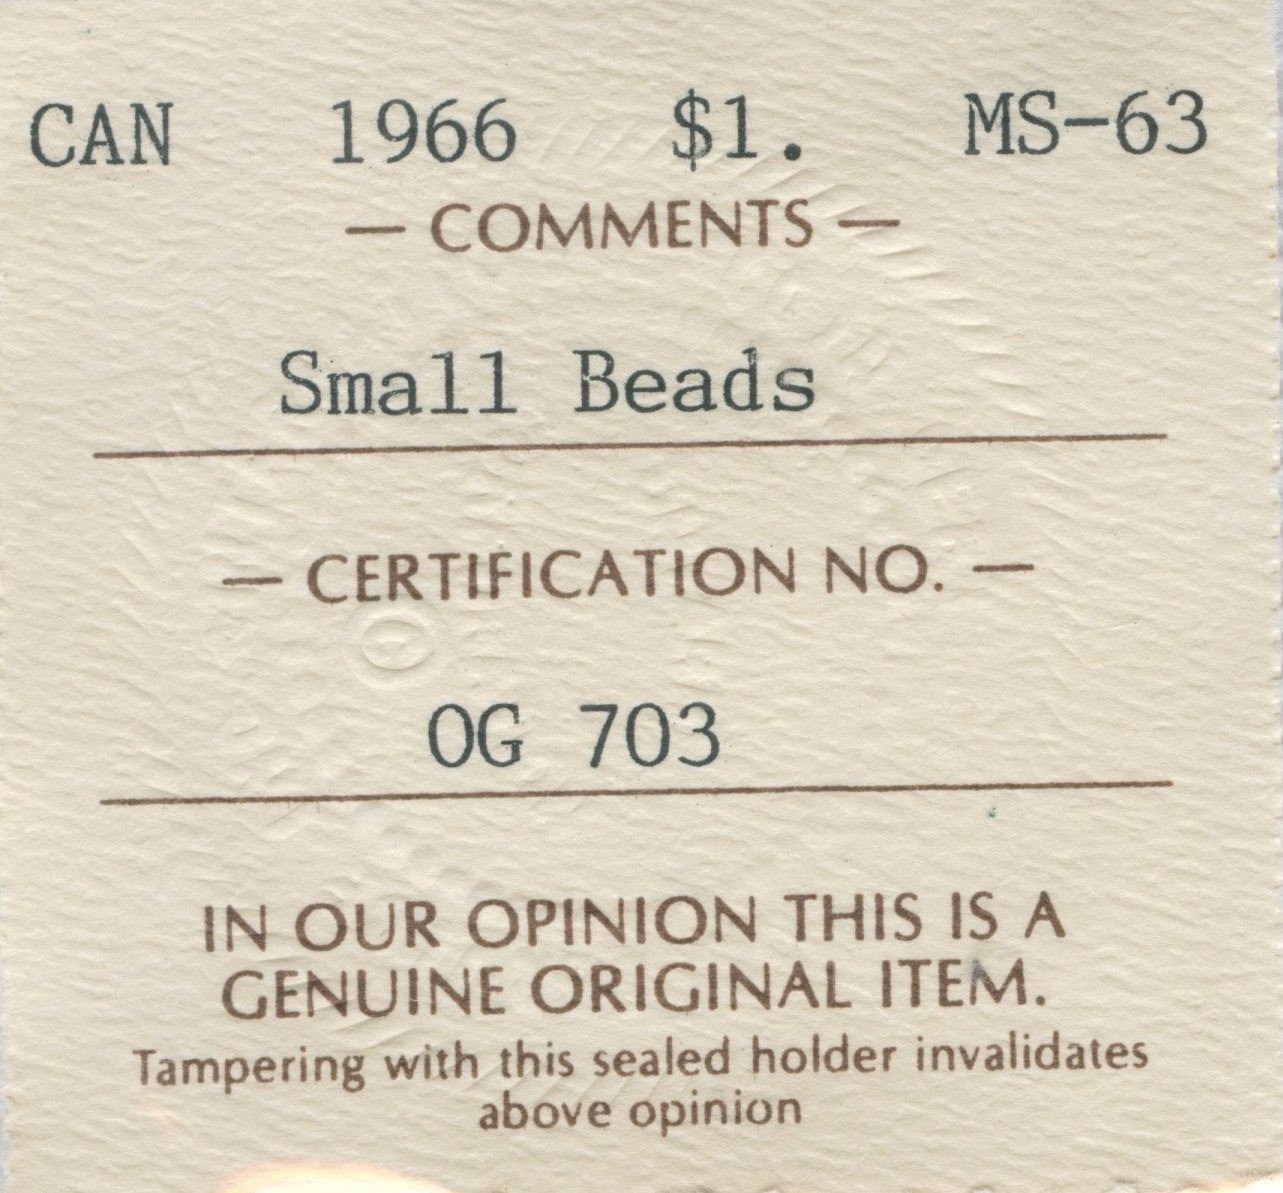 CAN 1966 $1. MS-63
— COMMENTS —
Small Beads
— CERTIFICATION NO. —
OG 703
IN OUR OPINION THIS IS A
GENUINE ORIGINAL ITEM.
Tampering with this sealed holder invalidates
above opinion